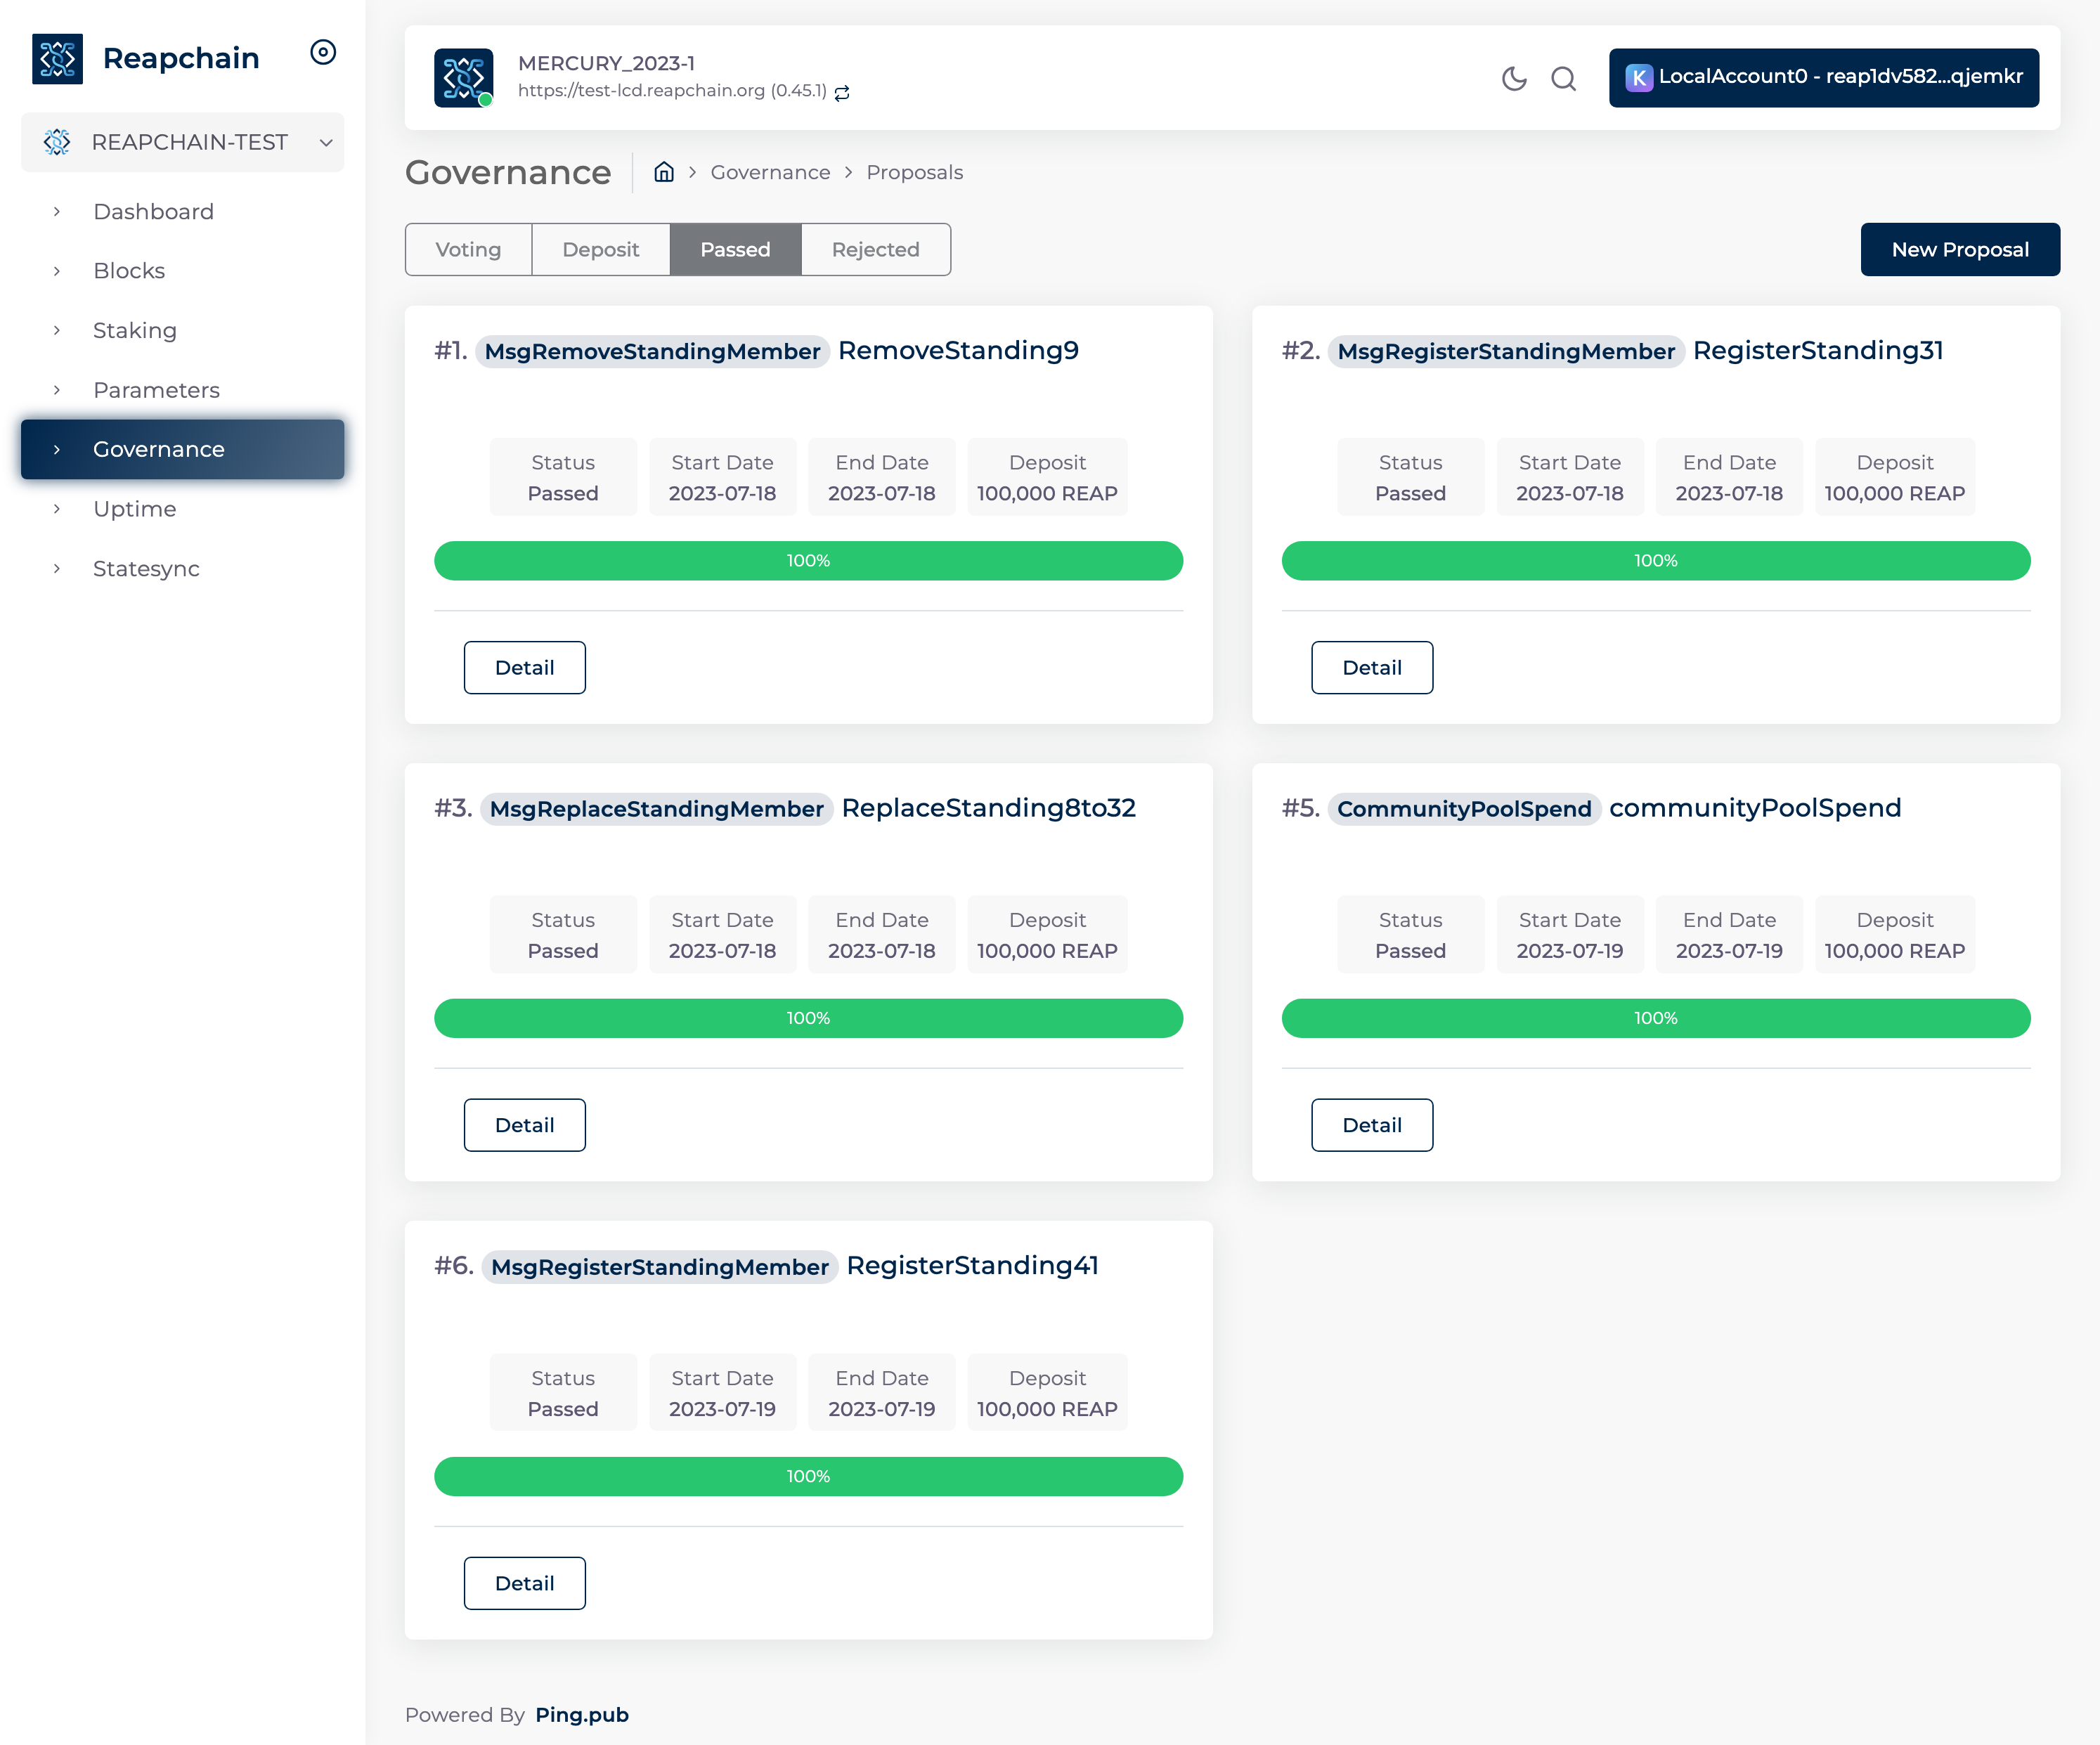 Reapchain
REAPCHAIN-TEST
Dashboard
Blocks
Staking
Parameters
Governance
Uptime
Statesync
MERCURY_2023-1
https://test-lcd.reapchain.org (0.45.1)
K LocalAccount0 - reap1dv582...qjemkr
Governance
Governance > Proposals
Voting Deposit Passed Rejected
New Proposal
#1. MsgRemoveStandingMember RemoveStanding9
Status Start Date End Date Deposit
Passed 2023-07-18 2023-07-18 100,000 REAP
100%
Detail
#2. MsgRegisterStandingMember RegisterStanding31
Status Start Date End Date Deposit
Passed 2023-07-18 2023-07-18 100,000 REAP
100%
Detail
#3. MsgReplaceStandingMember ReplaceStanding8to32
Status Start Date End Date Deposit
Passed 2023-07-18 2023-07-18 100,000 REAP
100%
Detail
#5. CommunityPoolSpend communityPoolSpend
Status Start Date End Date Deposit
Passed 2023-07-19 2023-07-19 100,000 REAP
100%
Detail
#6. MsgRegisterStandingMember RegisterStanding41
Status Start Date End Date Deposit
Passed 2023-07-19 2023-07-19 100,000 REAP
100%
Detail
Powered By Ping.pub